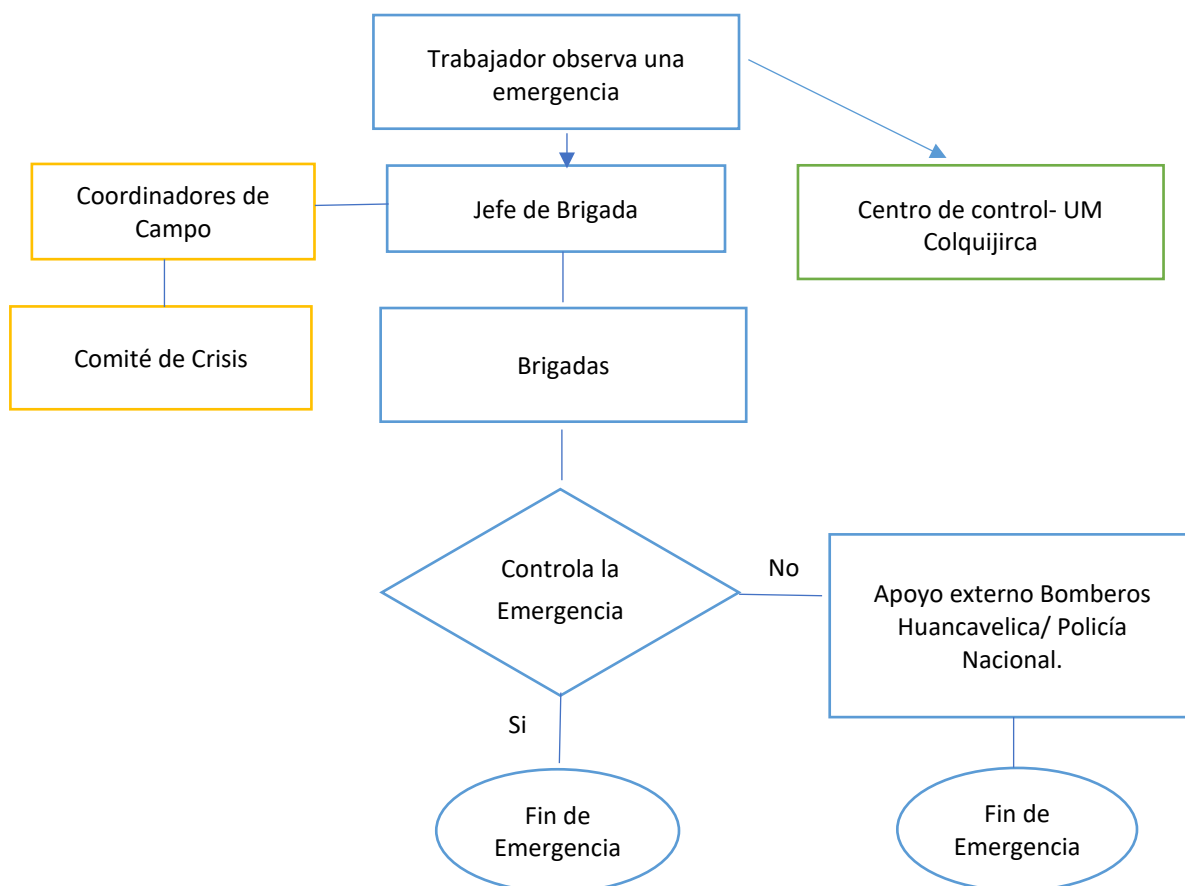 Trabajador observa una
emergencia
Coordinadores de
Campo
Jefe de Brigada
Centro de control- UM
Colquijirca
Comité de Crisis
Brigadas
Controla la
Emergencia
No
Apoyo externo Bomberos
Huancavelica/ Policía
Nacional.
Si
Fin de
Emergencia
Fin de
Emergencia